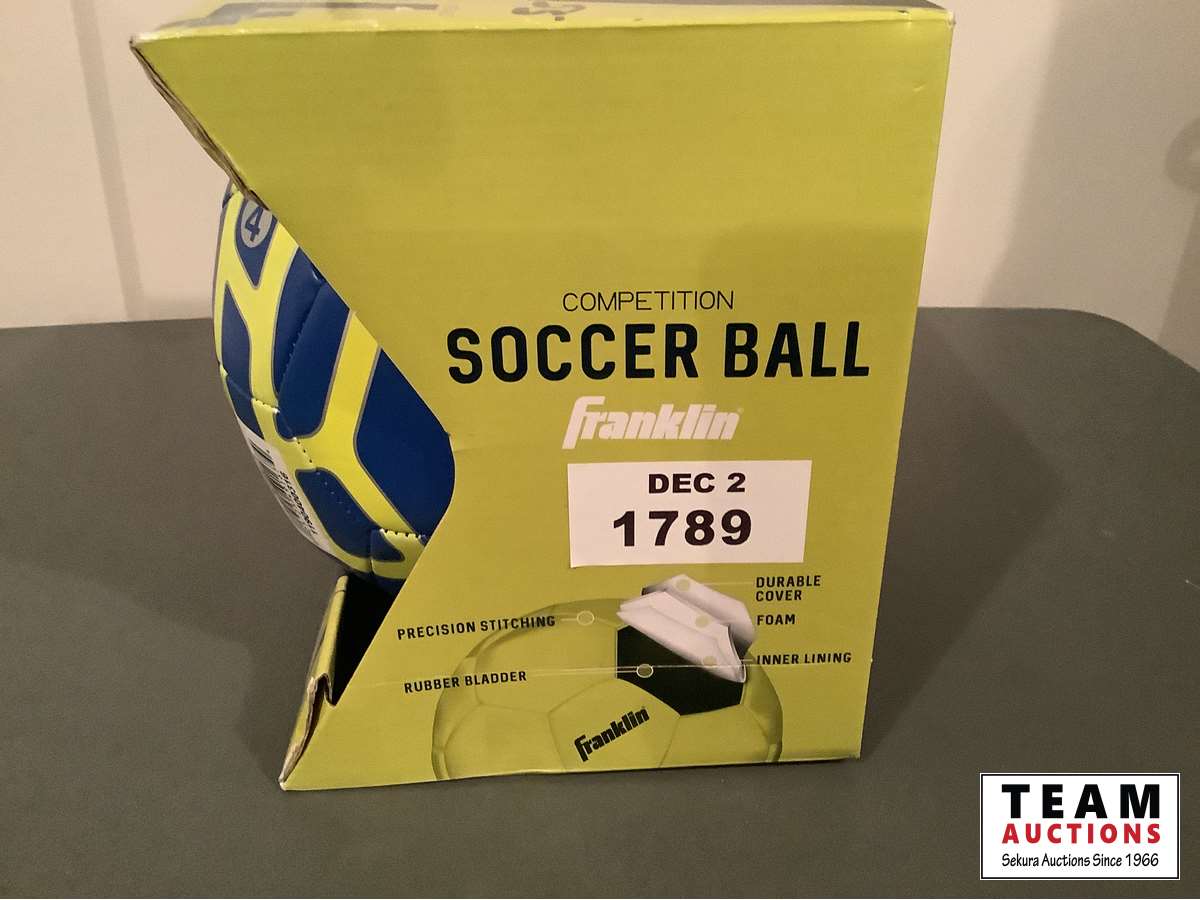 4
COMPETITION
SOCCER BALL
Franklin
DEC 2
1789
DURABLE
COVER
PRECISION STITCHING
FOAM
INNER LINING
RUBBER BLADDER
Franklin
TEAM
AUCTIONS
Sekura Auctions Since 1966